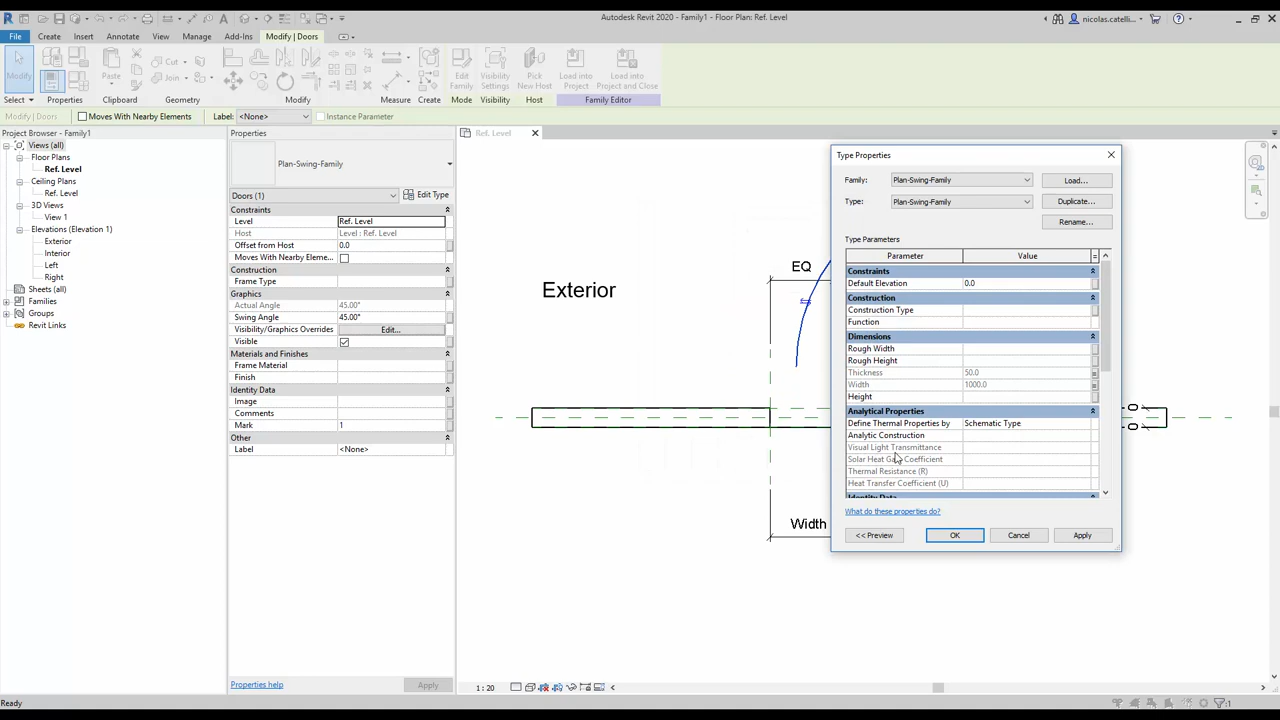 Autodesk Revit 2020 - Family1 - Floor Plan: Ref. Level
nicolas.catelli...
File Create Insert Annotate View Manage Add-Ins Modify | Doors
Modify Paste Cut Join Edit Family Visibility Settings Pick New Host Load into Project Load into Project and Close
Select Properties Clipboard Geometry Modify Measure Create Mode Visibility Host Family Editor
Modify | Doors Moves With Nearby Elements Label: <None> Instance Parameter
Project Browser - Family1
Views (all)
Floor Plans
Ref. Level
Ceiling Plans
Ref. Level
3D Views
View 1
Elevations (Elevation 1)
Exterior
Interior
Left
Right
Sheets (all)
Families
Groups
Revit Links
Properties
Plan-Swing-Family
Doors (1) Edit Type
Constraints
Level Ref. Level
Host Level : Ref. Level
Offset from Host 0.0
Moves With Nearby Eleme...
Construction
Frame Type
Graphics
Actual Angle 45.00°
Swing Angle 45.00°
Visibility/Graphics Overrides Edit...
Visible
Materials and Finishes
Frame Material
Finish
Identity Data
Image
Comments
Mark 1
Other
Label <None>
Properties help Apply
Ref. Level
Exterior
EQ
Width
0
0
1 : 20
Type Properties
Family: Plan-Swing-Family Load...
Type: Plan-Swing-Family Duplicate...
Rename...
Type Parameters
Parameter Value =
Constraints
Default Elevation 0.0
Construction
Construction Type
Function
Dimensions
Rough Width
Rough Height
Thickness 50.0 =
Width 1000.0 =
Height
Analytical Properties
Define Thermal Properties by Schematic Type
Analytic Construction
Visual Light Transmittance
Solar Heat Gain Coefficient
Thermal Resistance (R)
Heat Transfer Coefficient (U)
Identity Data
What do these properties do?
<< Preview OK Cancel Apply
Ready
:1